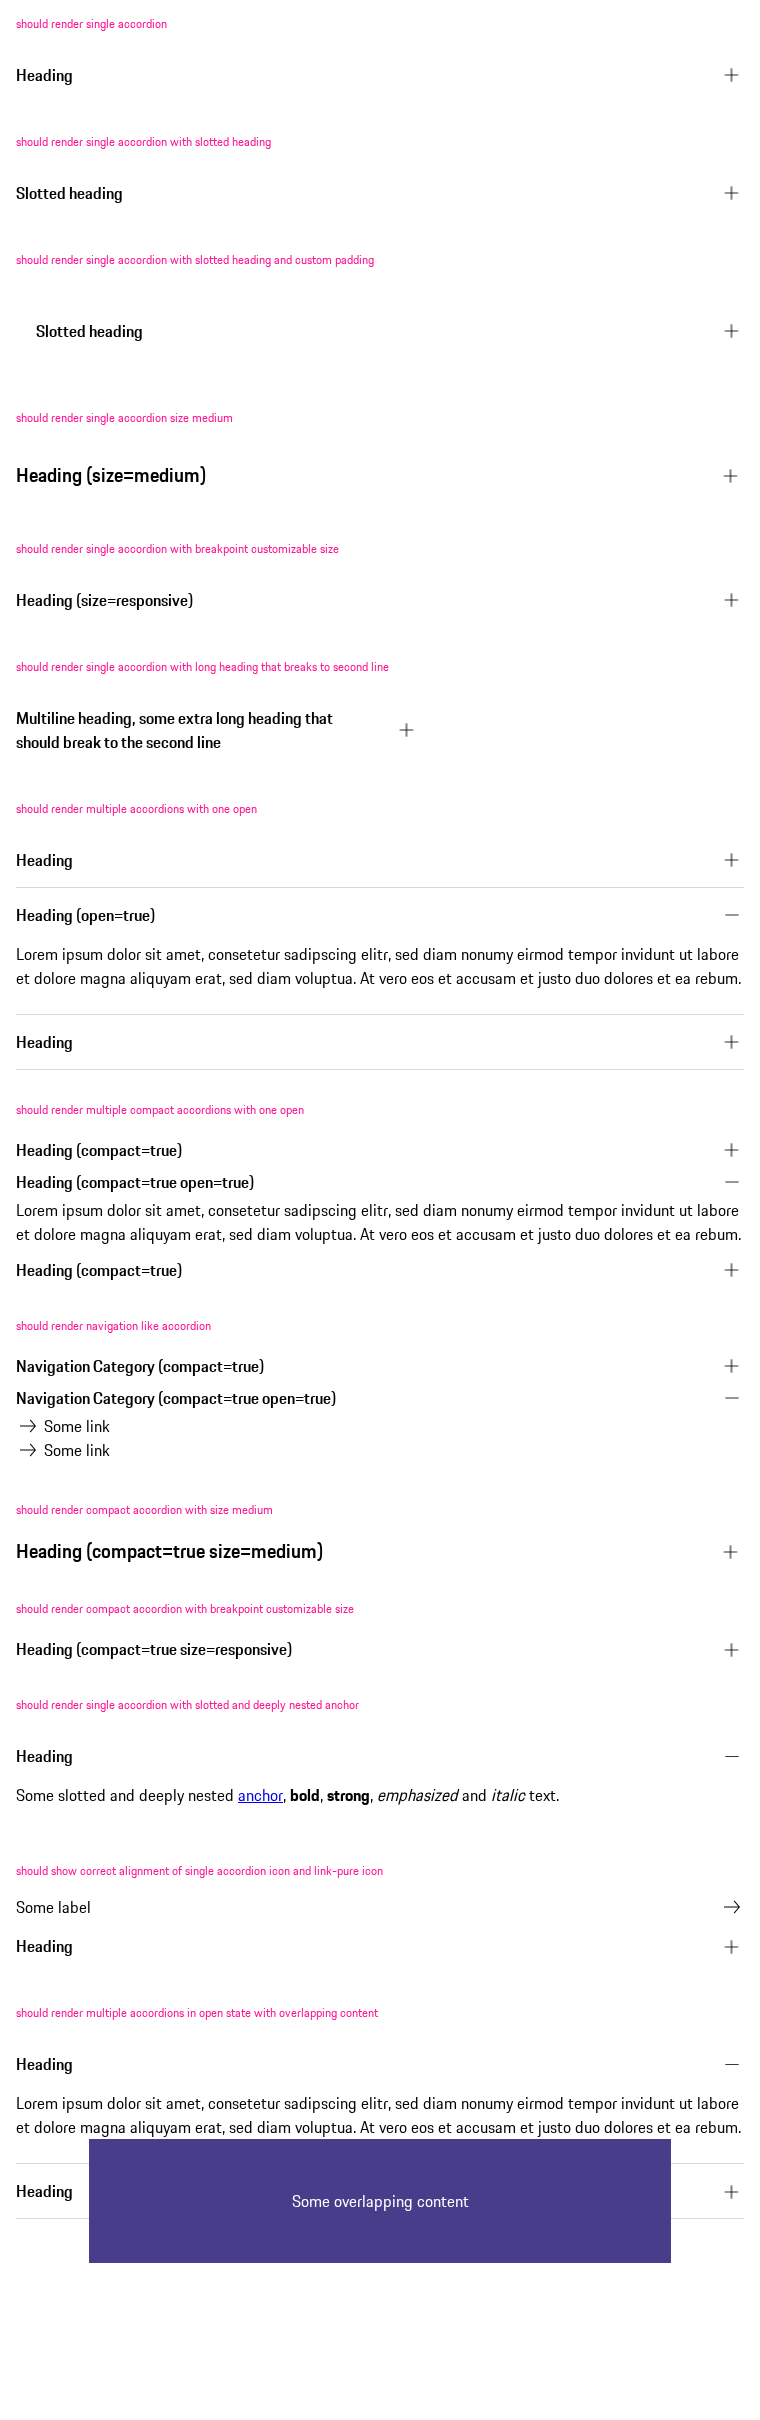 should render single accordion
Heading
should render single accordion with slotted heading
Slotted heading
should render single accordion with slotted heading and custom padding
Slotted heading
should render single accordion size medium
Heading (size=medium)
should render single accordion with breakpoint customizable size
Heading (size=responsive)
should render single accordion with long heading that breaks to second line
Multiline heading, some extra long heading that
should break to the second line
should render multiple accordions with one open
Heading
Heading (open=true)
Lorem ipsum dolor sit amet, consetetur sadipscing elitr, sed diam nonumy eirmod tempor invidunt ut labore
et dolore magna aliquyam erat, sed diam voluptua. At vero eos et accusam et justo duo dolores et ea rebum.
Heading
should render multiple compact accordions with one open
Heading (compact=true)
Heading (compact=true open=true)
Lorem ipsum dolor sit amet, consetetur sadipscing elitr, sed diam nonumy eirmod tempor invidunt ut labore
et dolore magna aliquyam erat, sed diam voluptua. At vero eos et accusam et justo duo dolores et ea rebum.
Heading (compact=true)
should render navigation like accordion
Navigation Category (compact=true)
Navigation Category (compact=true open=true)
Some link
Some link
should render compact accordion with size medium
Heading (compact=true size=medium)
should render compact accordion with breakpoint customizable size
Heading (compact=true size=responsive)
should render single accordion with slotted and deeply nested anchor
Heading
Some slotted and deeply nested anchor, bold, strong, emphasized and italic text.
should show correct alignment of single accordion icon and link-pure icon
Some label
Heading
should render multiple accordions in open state with overlapping content
Heading
Lorem ipsum dolor sit amet, consetetur sadipscing elitr, sed diam nonumy eirmod tempor invidunt ut labore
et dolore magna aliquyam erat, sed diam voluptua. At vero eos et accusam et justo duo dolores et ea rebum.
Heading
Some overlapping content